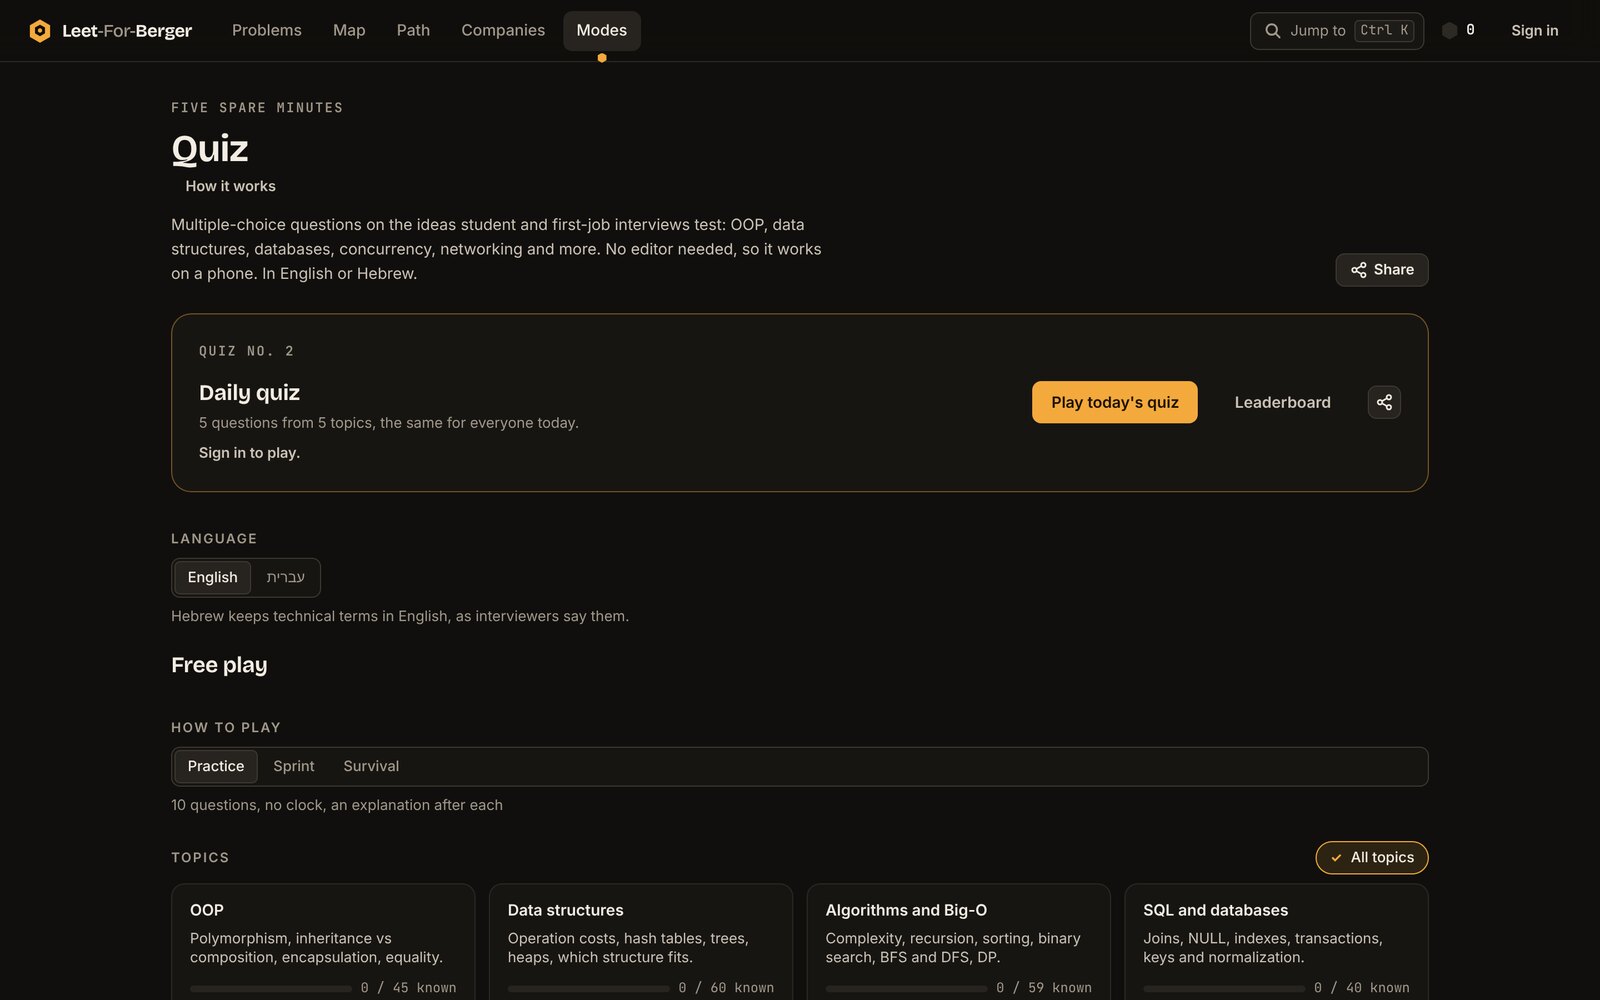 Leet-For-Berger Problems Map Path Companies Modes Jump to Ctrl K 0 Sign in
FIVE SPARE MINUTES
Quiz
How it works
Multiple-choice questions on the ideas student and first-job interviews test: OOP, data
structures, databases, concurrency, networking and more. No editor needed, so it works
on a phone. In English or Hebrew.
Share
QUIZ NO. 2
Daily quiz
5 questions from 5 topics, the same for everyone today.
Sign in to play.
Play today's quiz Leaderboard
LANGUAGE
English עברית
Hebrew keeps technical terms in English, as interviewers say them.
Free play
HOW TO PLAY
Practice Sprint Survival
10 questions, no clock, an explanation after each
TOPICS All topics
OOP
Polymorphism, inheritance vs
composition, encapsulation, equality.
0 / 45 known
Data structures
Operation costs, hash tables, trees,
heaps, which structure fits.
0 / 60 known
Algorithms and Big-O
Complexity, recursion, sorting, binary
search, BFS and DFS, DP.
0 / 59 known
SQL and databases
Joins, NULL, indexes, transactions,
keys and normalization.
0 / 40 known